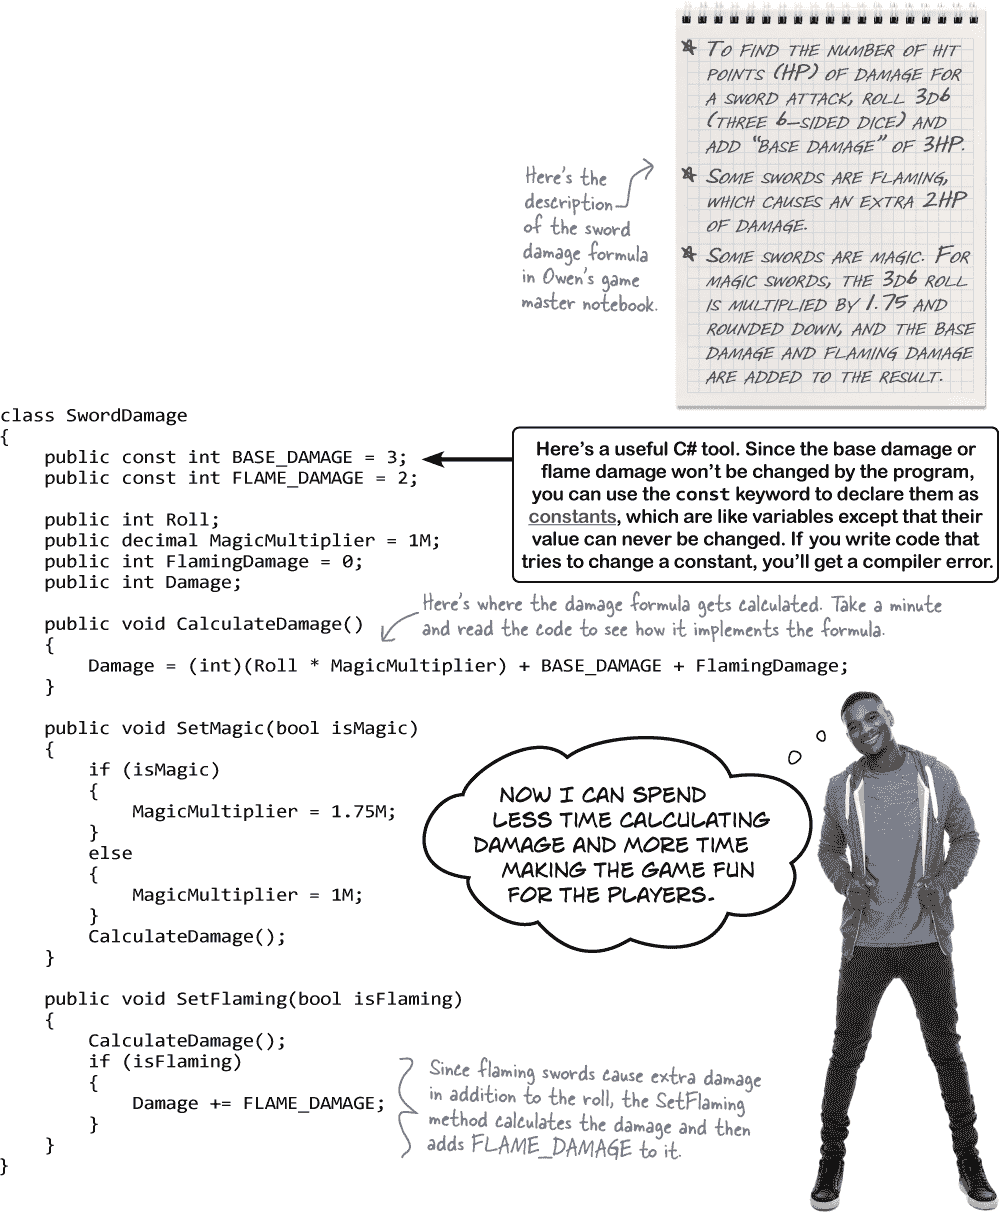 ★ To find the number of hit
points (HP) of damage for
a sword attack, roll 3d6
(three 6-sided dice) and
add “base damage” of 3HP.
★ Some swords are flaming,
which causes an extra 2HP
of damage.
★ Some swords are magic. For
magic swords, the 3d6 roll
is multiplied by 1.75 and
rounded down, and the base
damage and flaming damage
are added to the result.
Here's the
description
of the sword
damage formula
in Owen's game
master notebook.
class SwordDamage
{
    public const int BASE_DAMAGE = 3;
    public const int FLAME_DAMAGE = 2;
    public int Roll;
    public decimal MagicMultiplier = 1M;
    public int FlamingDamage = 0;
    public int Damage;
Here’s a useful C# tool. Since the base damage or
flame damage won’t be changed by the program,
you can use the const keyword to declare them as
constants, which are like variables except that their
value can never be changed. If you write code that
tries to change a constant, you’ll get a compiler error.
    public void CalculateDamage()
    {
        Damage = (int)(Roll * MagicMultiplier) + BASE_DAMAGE + FlamingDamage;
    }
Here's where the damage formula gets calculated. Take a minute
and read the code to see how it implements the formula.
    public void SetMagic(bool isMagic)
    {
        if (isMagic)
        {
            MagicMultiplier = 1.75M;
        }
        else
        {
            MagicMultiplier = 1M;
        }
        CalculateDamage();
    }
NOW I CAN SPEND
LESS TIME CALCULATING
DAMAGE AND MORE TIME
MAKING THE GAME FUN
FOR THE PLAYERS.
    public void SetFlaming(bool isFlaming)
    {
        CalculateDamage();
        if (isFlaming)
        {
            Damage += FLAME_DAMAGE;
        }
    }
}
Since flaming swords cause extra damage
in addition to the roll, the SetFlaming
method calculates the damage and then
adds FLAME_DAMAGE to it.